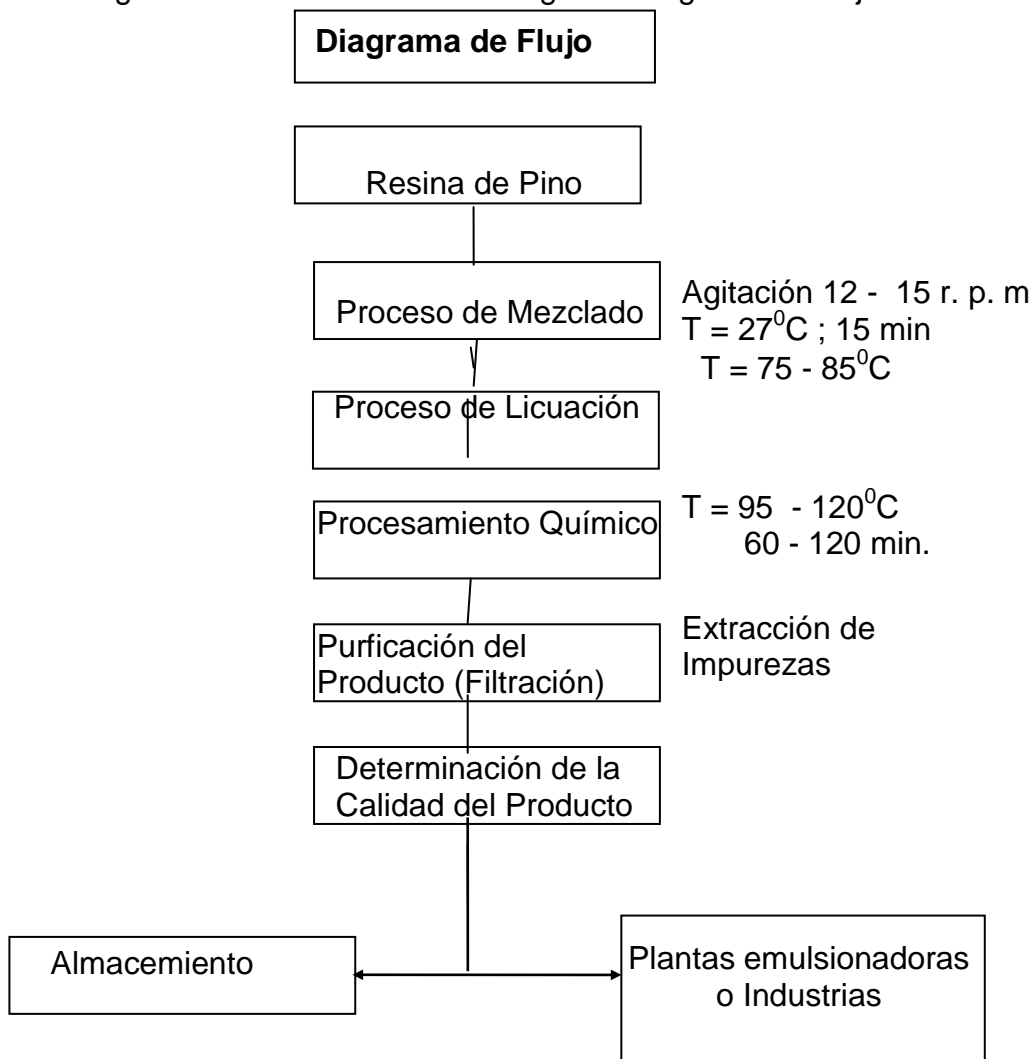 Diagrama de Flujo
Resina de Pino
Proceso de Mezclado
Agitación 12 - 15 r. p. m
T = 27⁰C ; 15 min
T = 75 - 85⁰C
Proceso de Licuación
Procesamiento Químico
T = 95 - 120⁰C
60 - 120 min.
Purficación del
Producto (Filtración)
Extracción de
Impurezas
Determinación de la
Calidad del Producto
Almacemiento
Plantas emulsionadoras
o Industrias